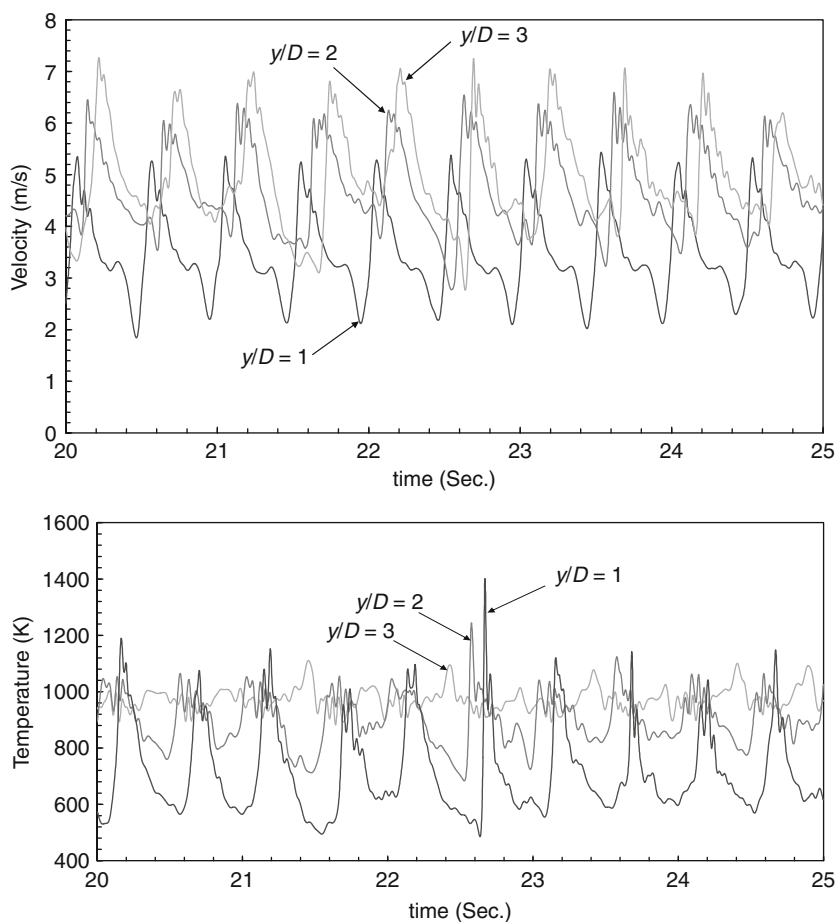 8
7
6
5
4
3
2
1
0
Velocity (m/s)
y/D = 2
y/D = 3
y/D = 1
20
21
22
23
24
25
time (Sec.)
1600
1400
1200
1000
800
600
400
Temperature (K)
y/D = 1
y/D = 2
y/D = 3
20
21
22
23
24
25
time (Sec.)